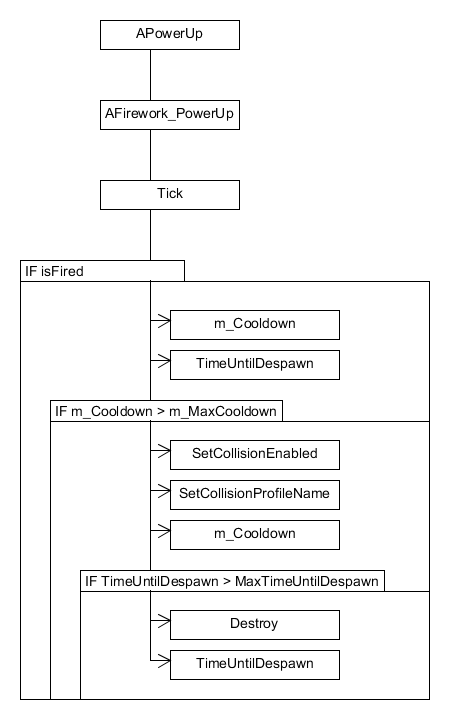 APowerUp
AFirework_PowerUp
Tick
IF isFired
m_Cooldown
TimeUntilDespawn
IF m_Cooldown > m_MaxCooldown
SetCollisionEnabled
SetCollisionProfileName
m_Cooldown
IF TimeUntilDespawn > MaxTimeUntilDespawn
Destroy
TimeUntilDespawn